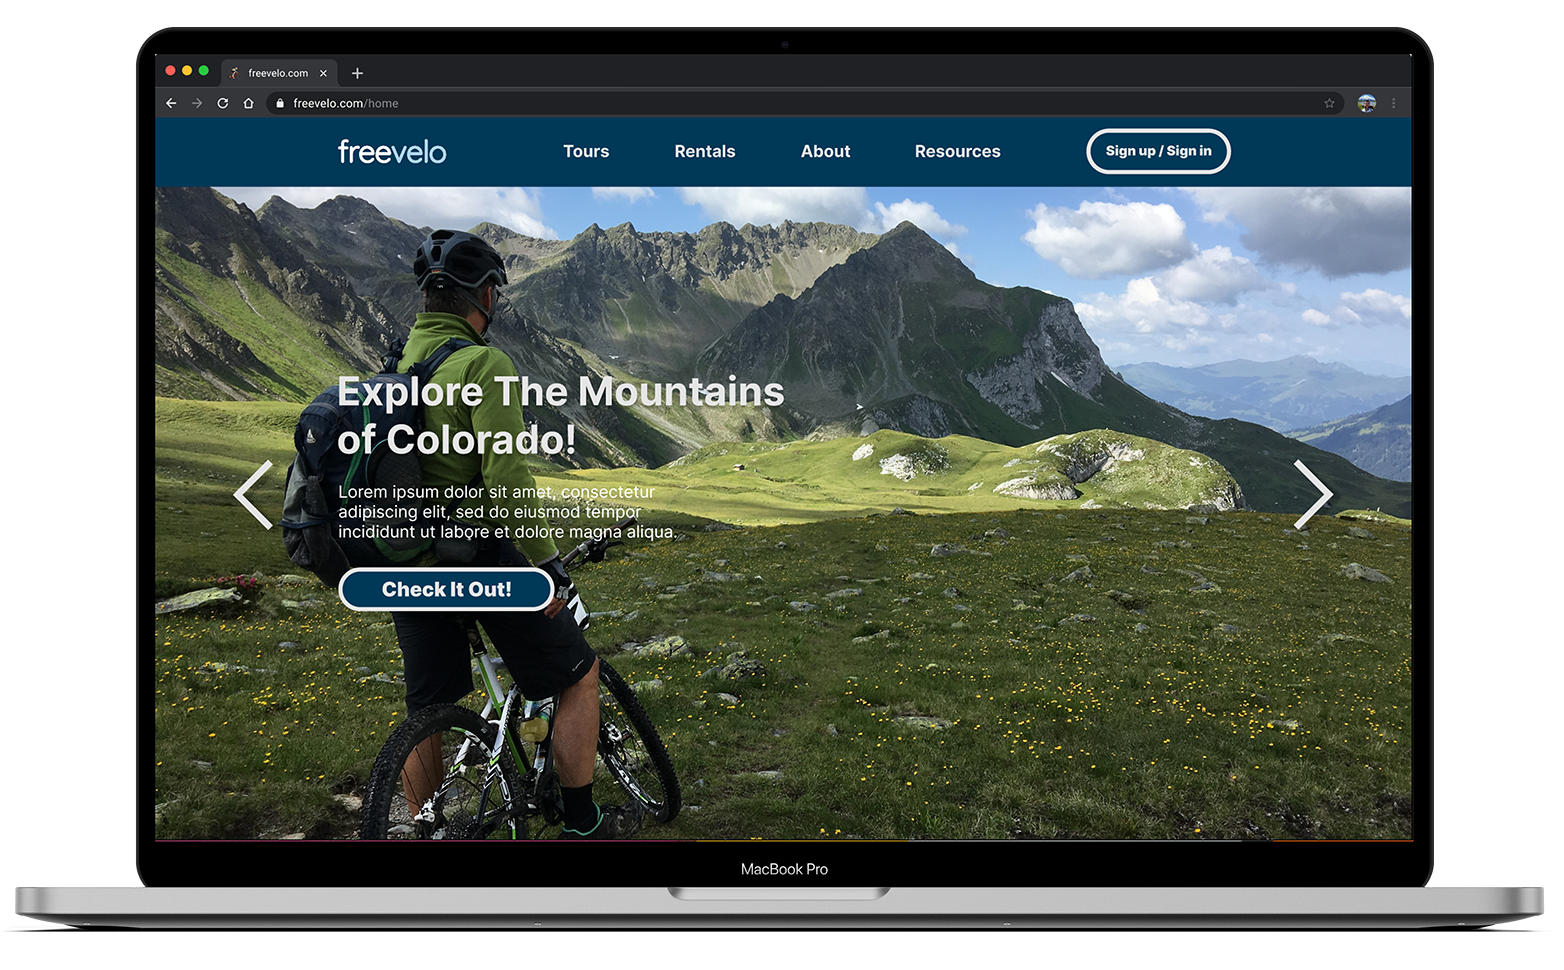 freevelo.com
freevelo.com/home
freevelo
Tours
Rentals
About
Resources
Sign up / Sign in
Explore The Mountains
of Colorado!
Lorem ipsum dolor sit amet, consectetur
adipiscing elit, sed do eiusmod tempor
incididunt ut labore et dolore magna aliqua.
Check It Out!
MacBook Pro